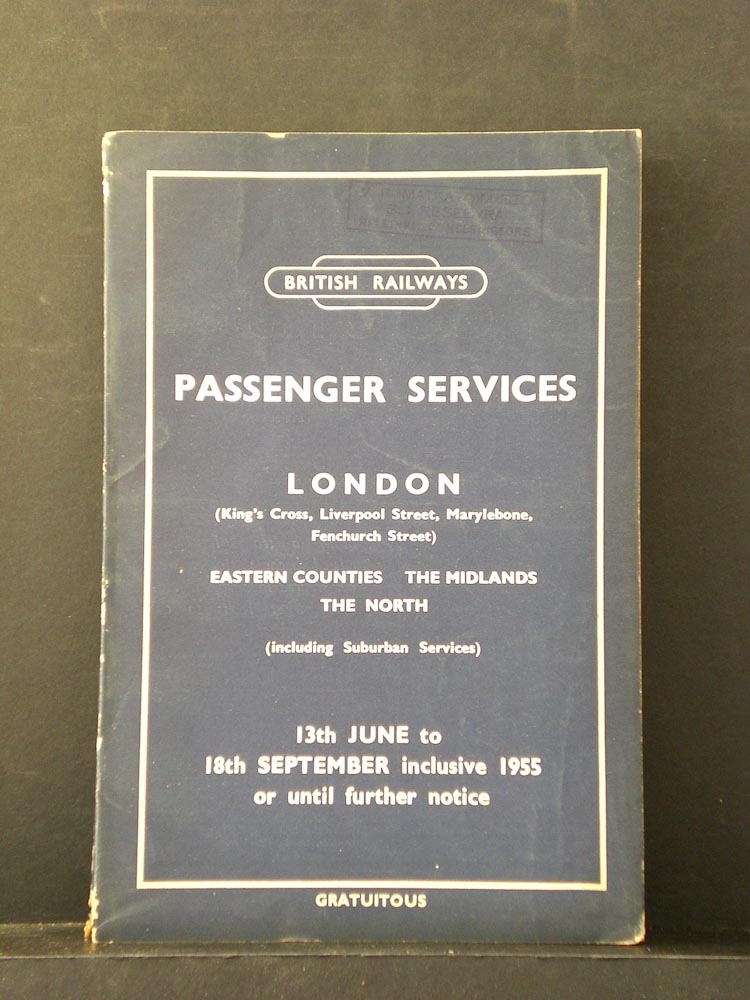 HELSINGFORS
BRITISH RAILWAYS
PASSENGER SERVICES
LONDON
(King's Cross, Liverpool Street, Marylebone,
Fenchurch Street)
EASTERN COUNTIES THE MIDLANDS
THE NORTH
(including Suburban Services)
13th JUNE to
18th SEPTEMBER inclusive 1955
or until further notice
GRATUITOUS